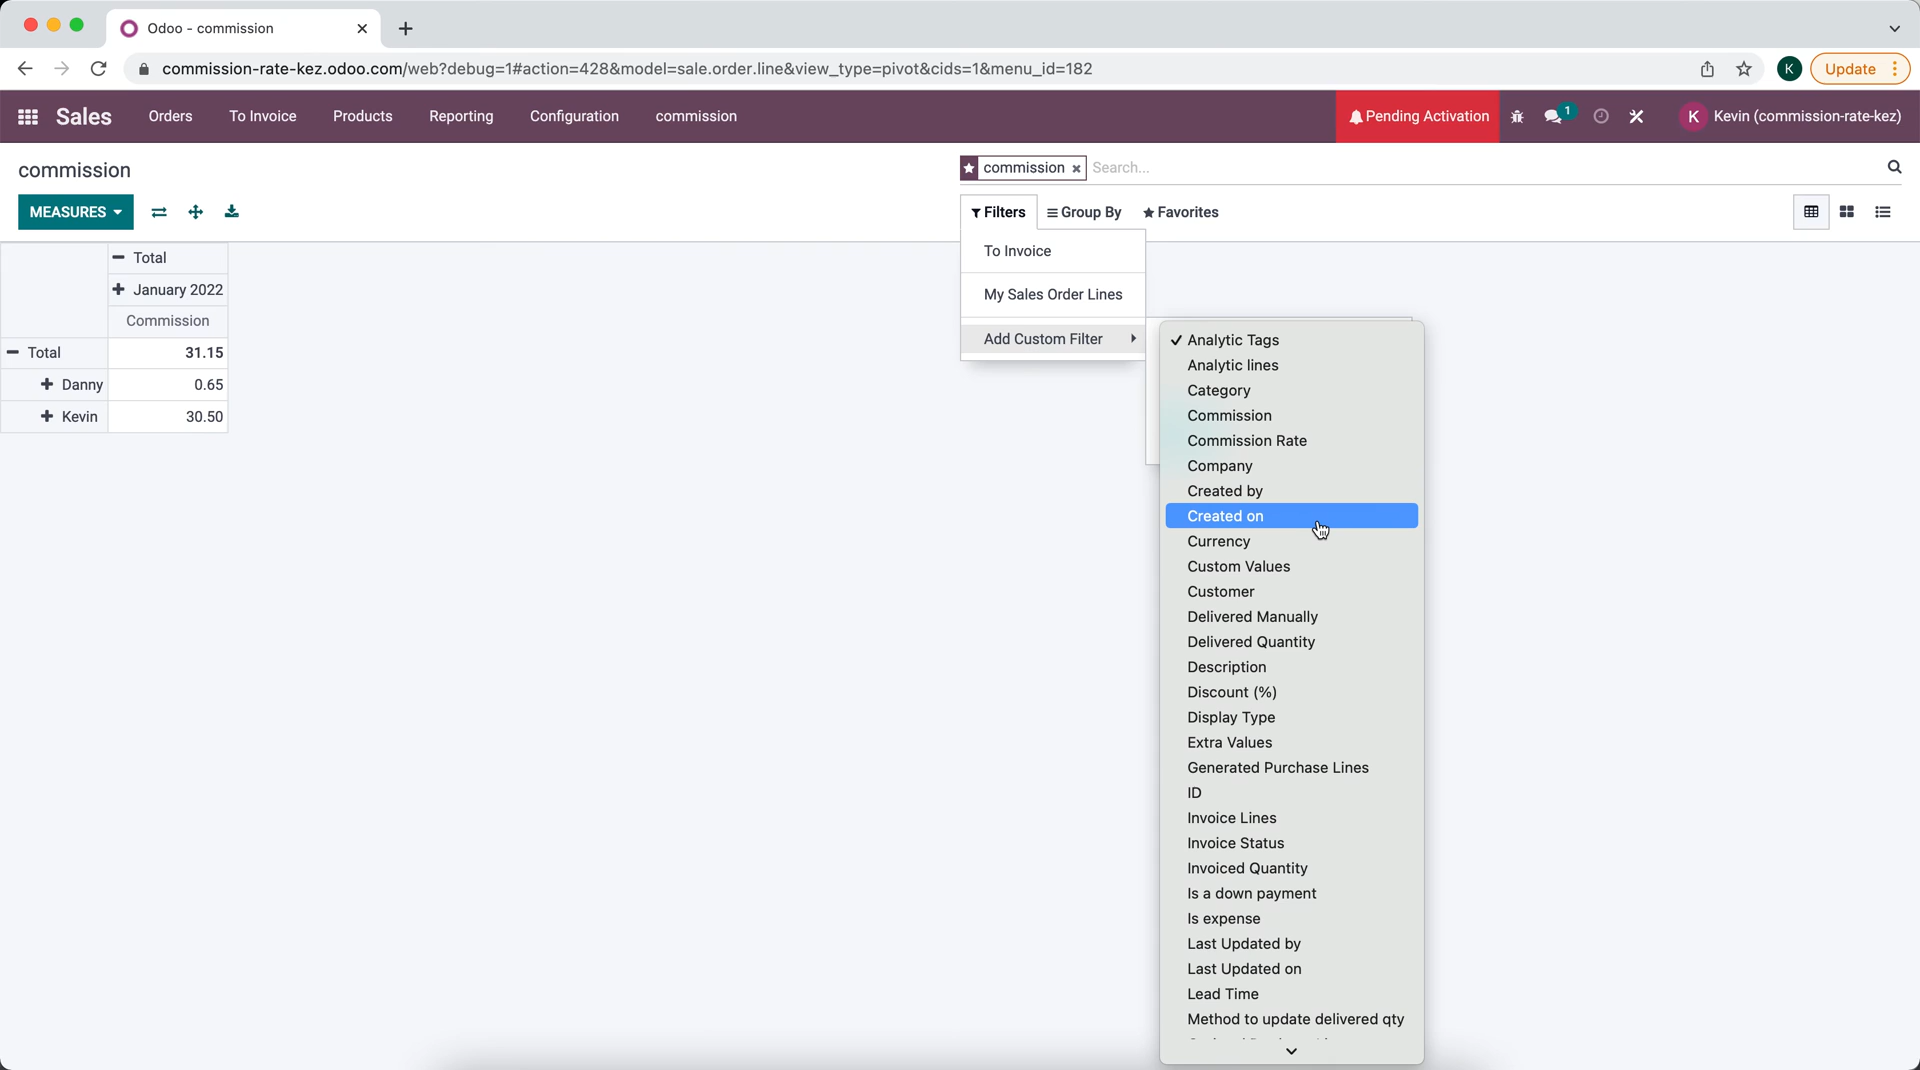 Odoo - commission
commission-rate-kez.odoo.com/web?debug=1#action=428&model=sale.order.line&view_type=pivot&cids=1&menu_id=182
K
Update
Sales
Orders
To Invoice
Products
Reporting
Configuration
commission
Pending Activation
1
K
Kevin (commission-rate-kez)
commission
commission
Search...
MEASURES
Filters
Group By
Favorites
To Invoice
My Sales Order Lines
Add Custom Filter
Total
January 2022
Commission
Total 31.15
Danny 0.65
Kevin 30.50
Analytic Tags
Analytic lines
Category
Commission
Commission Rate
Company
Created by
Created on
Currency
Custom Values
Customer
Delivered Manually
Delivered Quantity
Description
Discount (%)
Display Type
Extra Values
Generated Purchase Lines
ID
Invoice Lines
Invoice Status
Invoiced Quantity
Is a down payment
Is expense
Last Updated by
Last Updated on
Lead Time
Method to update delivered qty